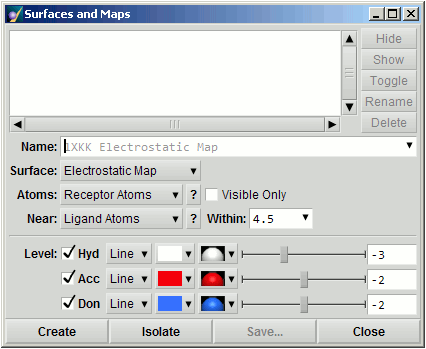 Surfaces and Maps
Hide
Show
Toggle
Rename
Delete
Name: 1XKK Electrostatic Map
Surface: Electrostatic Map
Atoms: Receptor Atoms ? Visible Only
Near: Ligand Atoms ? Within: 4.5
Level: Hyd Line -3
Acc Line -2
Don Line -2
Create Isolate Save... Close